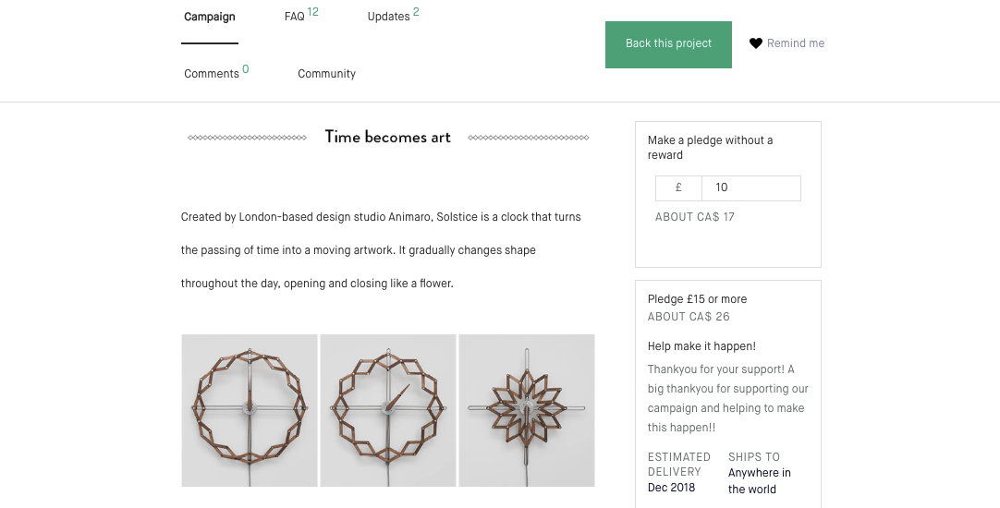 Campaign
FAQ 12
Updates 2
Comments 0
Community
Back this project
Remind me
Time becomes art
Created by London-based design studio Animaro, Solstice is a clock that turns
the passing of time into a moving artwork. It gradually changes shape
throughout the day, opening and closing like a flower.
Make a pledge without a
reward
£ 10
ABOUT CA$ 17
Pledge £15 or more
ABOUT CA$ 26
Help make it happen!
Thankyou for your support! A
big thankyou for supporting our
campaign and helping to make
this happen!!
ESTIMATED
DELIVERY
Dec 2018
SHIPS TO
Anywhere in
the world